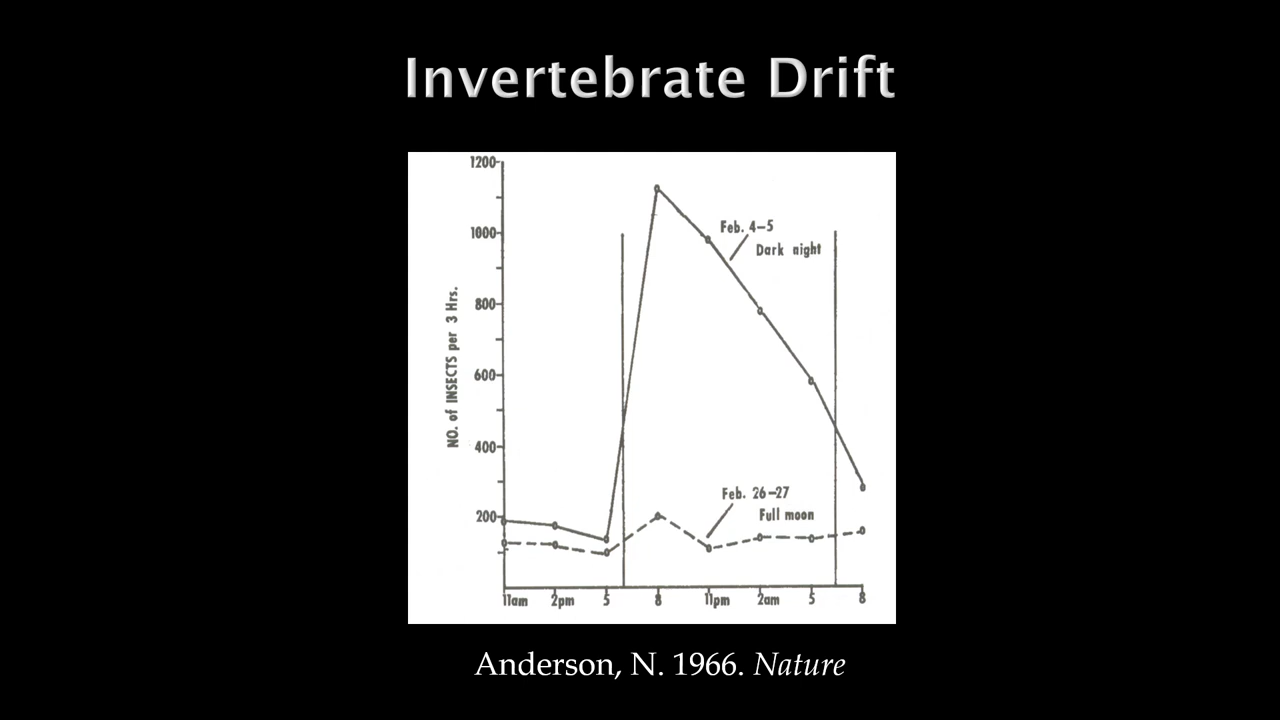 Invertebrate Drift
1200
1000
800
600
400
200
NO. of INSECTS per 3 Hrs.
Feb. 4–5
Dark night
Feb. 26–27
Full moon
11am 2pm 5 8 11pm 2am 5 8
Anderson, N. 1966. Nature